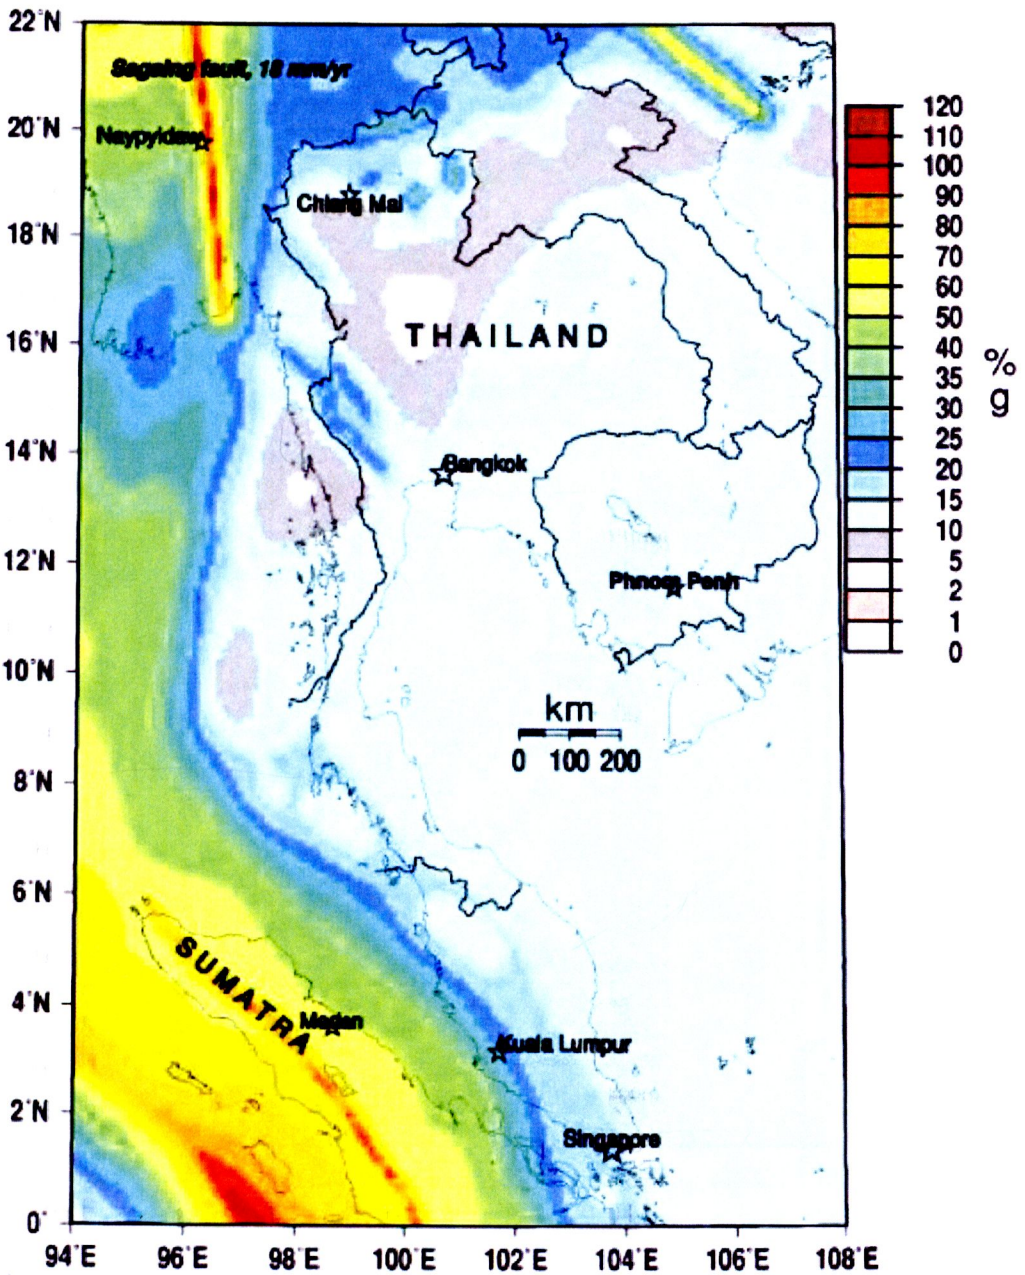 22°N
Sagaing fault, 18 mm/yr
20°N
Naypyidaw
Chiang Mai
18°N
16°N
THAILAND
14°N
Bangkok
12°N
Phnom Penh
10°N
km
0 100 200
8°N
6°N
SUMATRA
4°N
Medan
Kuala Lumpur
2°N
Singapore
0°
94°E 96°E 98°E 100°E 102°E 104°E 106°E 108°E
120
110
100
90
80
70
60
50
40
35
30
25
20
15
10
5
2
1
0
%
g